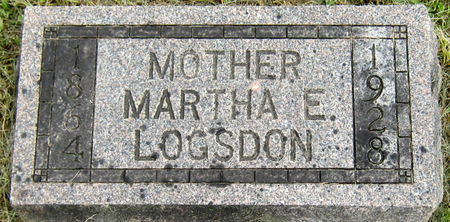 MOTHER
MARTHA E.
LOGSDON
1864
1928